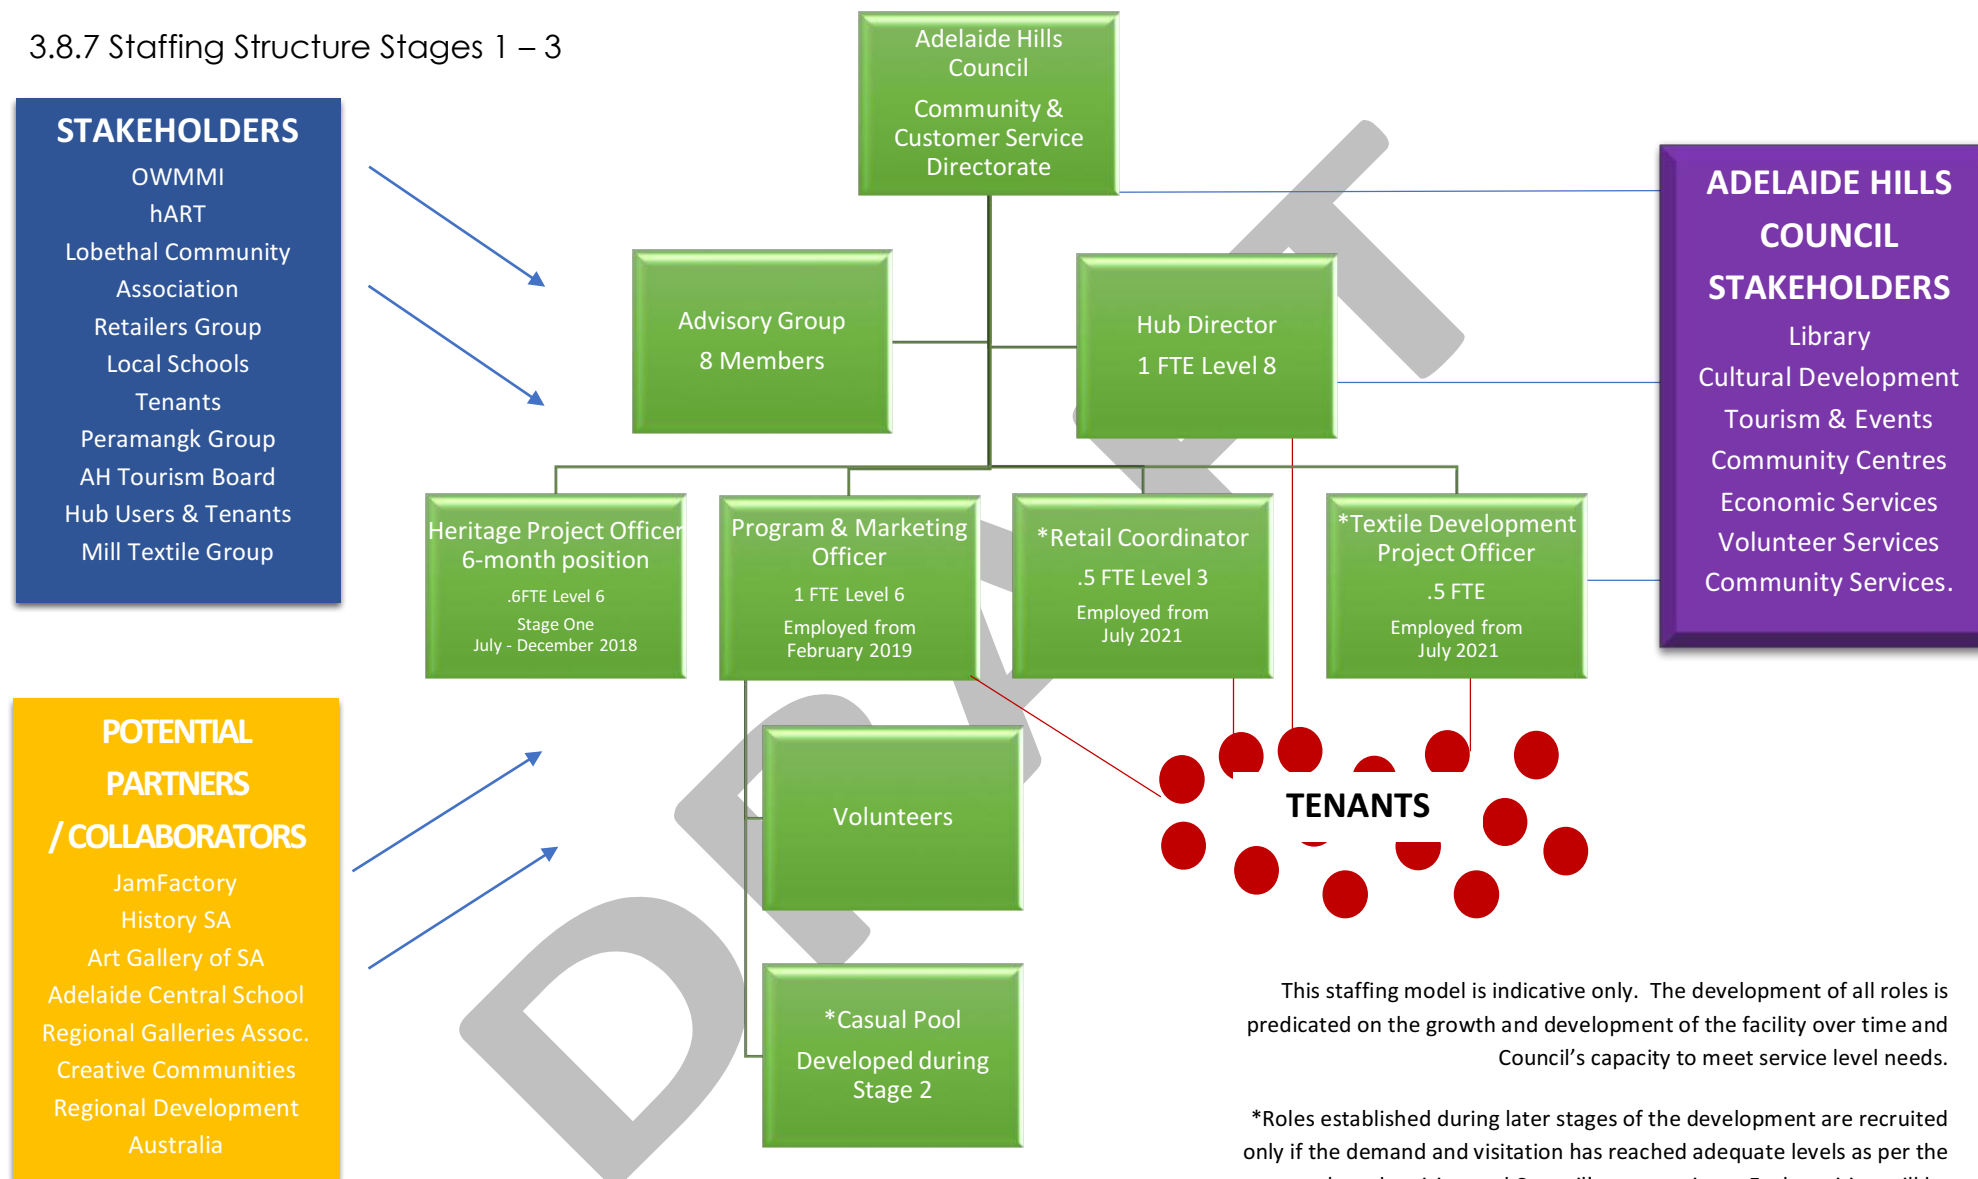 3.8.7 Staffing Structure Stages 1 – 3
STAKEHOLDERS
OWMMI
hART
Lobethal Community
Association
Retailers Group
Local Schools
Tenants
Peramangk Group
AH Tourism Board
Hub Users & Tenants
Mill Textile Group
POTENTIAL
PARTNERS
/ COLLABORATORS
JamFactory
History SA
Art Gallery of SA
Adelaide Central School
Regional Galleries Assoc.
Creative Communities
Regional Development
Australia
Adelaide Hills
Council
Community &
Customer Service
Directorate
Advisory Group
8 Members
Hub Director
1 FTE Level 8
Heritage Project Officer
6-month position
.6FTE Level 6
Stage One
July - December 2018
Program & Marketing
Officer
1 FTE Level 6
Employed from
February 2019
*Retail Coordinator
.5 FTE Level 3
Employed from
July 2021
*Textile Development
Project Officer
.5 FTE
Employed from
July 2021
Volunteers
*Casual Pool
Developed during
Stage 2
TENANTS
ADELAIDE HILLS
COUNCIL
STAKEHOLDERS
Library
Cultural Development
Tourism & Events
Community Centres
Economic Services
Volunteer Services
Community Services.
This staffing model is indicative only. The development of all roles is
predicated on the growth and development of the facility over time and
Council's capacity to meet service level needs.
*Roles established during later stages of the development are recruited
only if the demand and visitation has reached adequate levels as per the
DRAFT